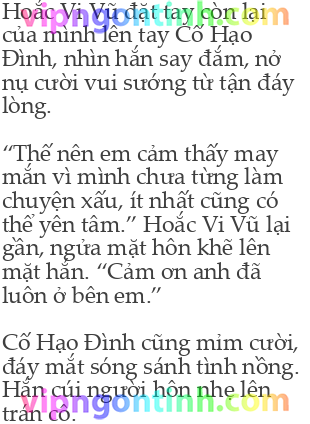 Hoắc Vi Vũ đặt tay còn lại
của mình lên tay Cố Hạo
Đình, nhìn hắn say đắm, nở
nụ cười vui sướng từ tận đáy
lòng.
“Thế nên em cảm thấy may
mắn vì mình chưa từng làm
chuyện xấu, ít nhất cũng có
thể yên tâm.” Hoắc Vi Vũ lại
gần, ngửa mặt hôn khẽ lên
mặt hắn. “Cảm ơn anh đã
luôn ở bên em.”
Cố Hạo Đình cũng mỉm cười,
đáy mắt sóng sánh tình nồng.
Hắn cúi người hôn nhẹ lên
trán cô.
vipngontinh.com
vipngontinh.com